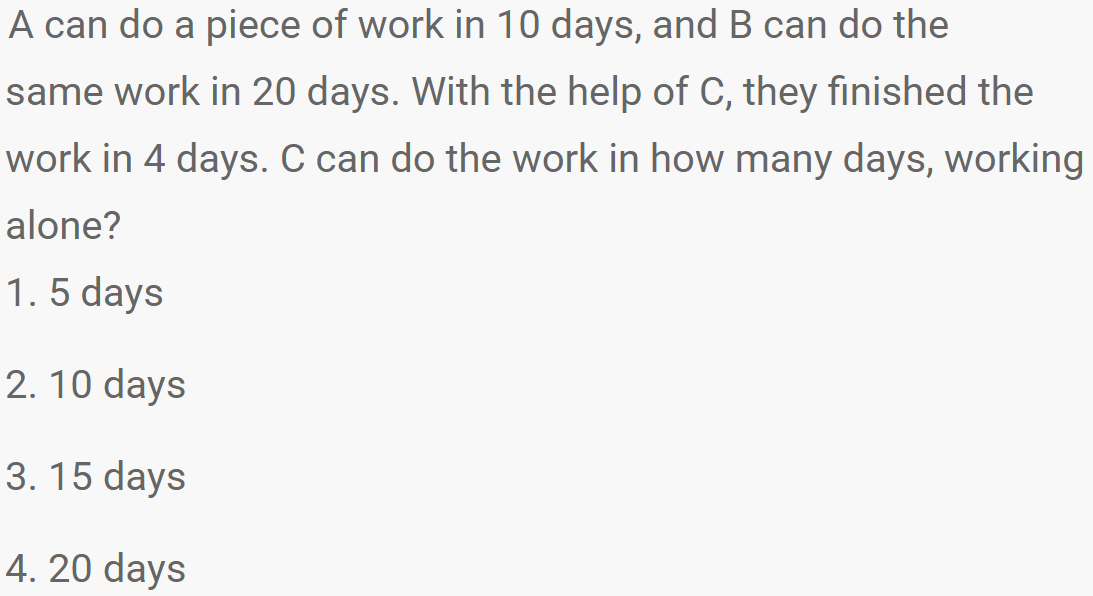 A can do a piece of work in 10 days, and B can do the
same work in 20 days. With the help of C, they finished the
work in 4 days. C can do the work in how many days, working
alone?
1. 5 days
2. 10 days
3. 15 days
4. 20 days